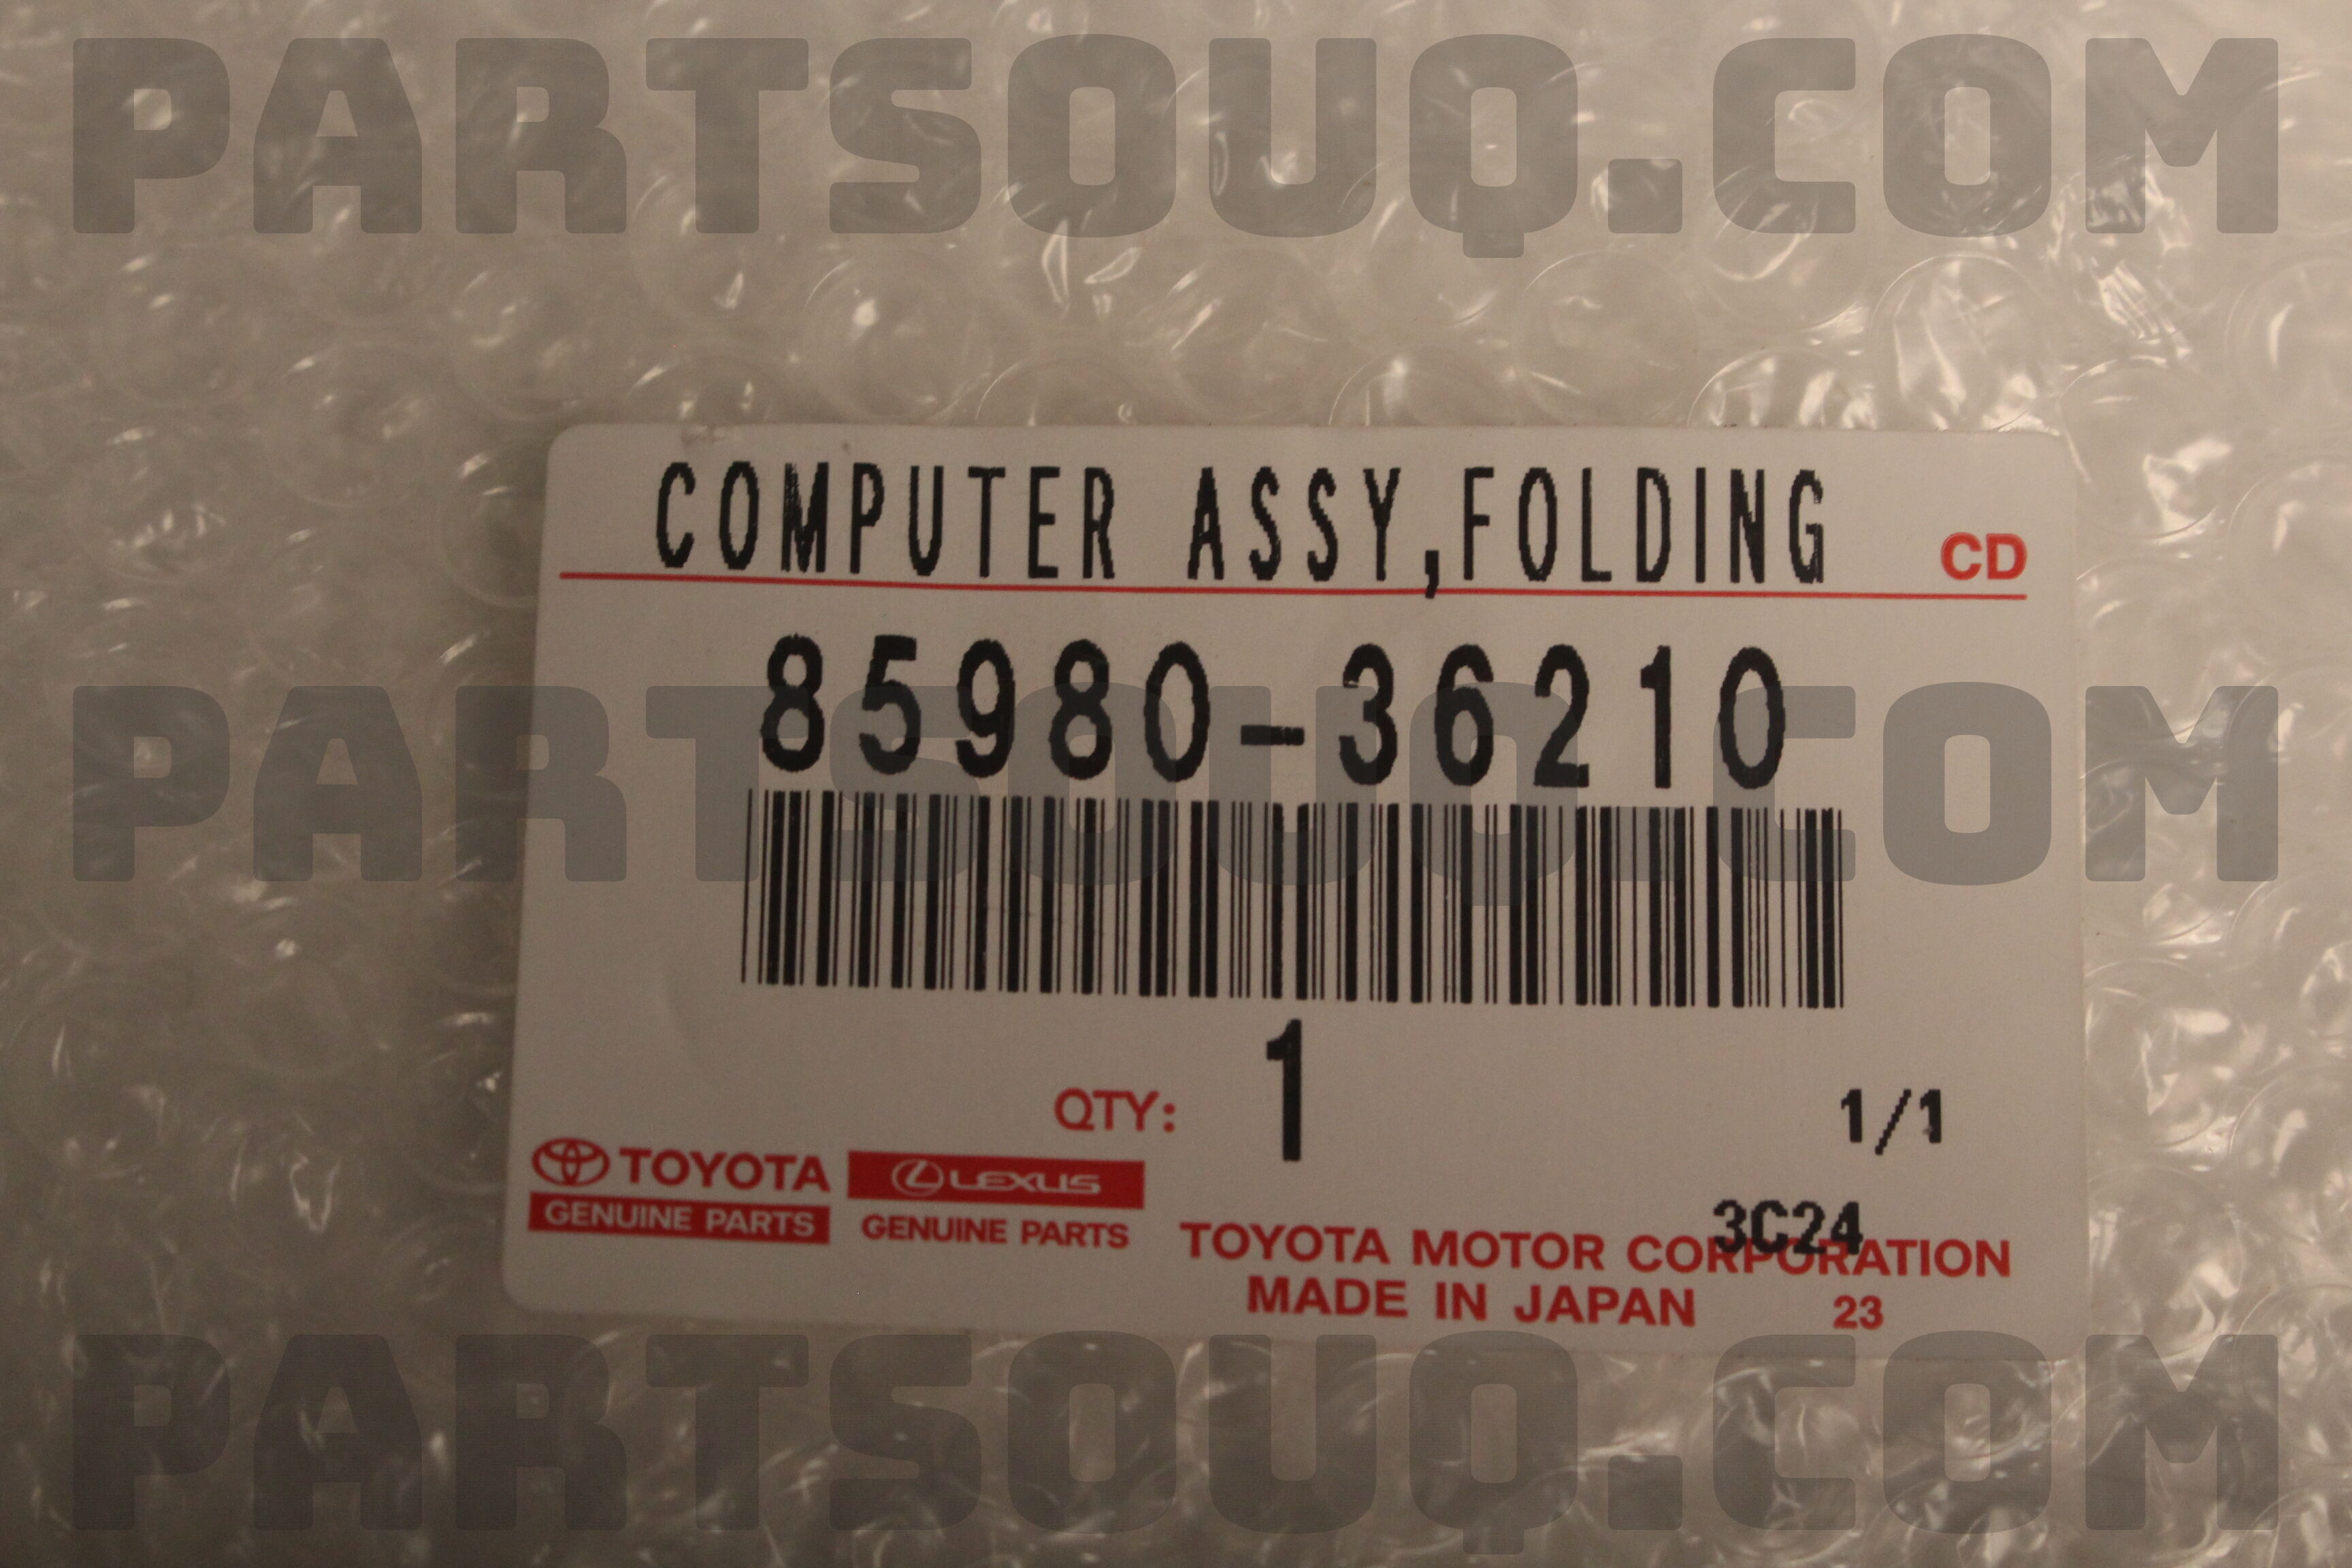 PARTSOUQ.COM
COMPUTER ASSY,FOLDING
CD
85980-36210
PARTSOUQ.COM
1
QTY:
1/1
TOYOTA
GENUINE PARTS
LEXUS
GENUINE PARTS
3C24
TOYOTA MOTOR CORPORATION
MADE IN JAPAN 23
PARTSOUQ.COM